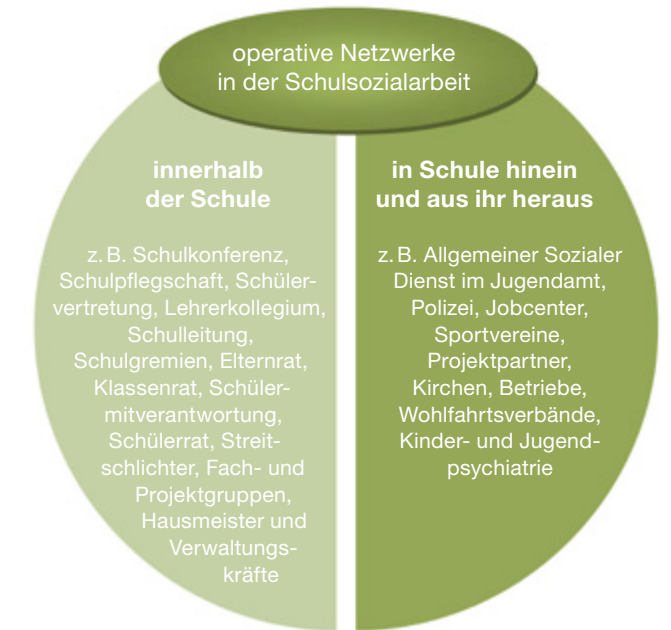 operative Netzwerke
in der Schulsozialarbeit
innerhalb
der Schule
z. B. Schulkonferenz,
Schulpflegschaft, Schüler-
vertretung, Lehrerkollegium,
Schulleitung,
Schulgremien, Elternrat,
Klassenrat, Schüler-
mitverantwortung,
Schülerrat, Streit-
schlichter, Fach- und
Projektgruppen,
Hausmeister und
Verwaltungs-
kräfte
in Schule hinein
und aus ihr heraus
z. B. Allgemeiner Sozialer
Dienst im Jugendamt,
Polizei, Jobcenter,
Sportvereine,
Projektpartner,
Kirchen, Betriebe,
Wohlfahrtsverbände,
Kinder- und Jugend-
psychiatrie